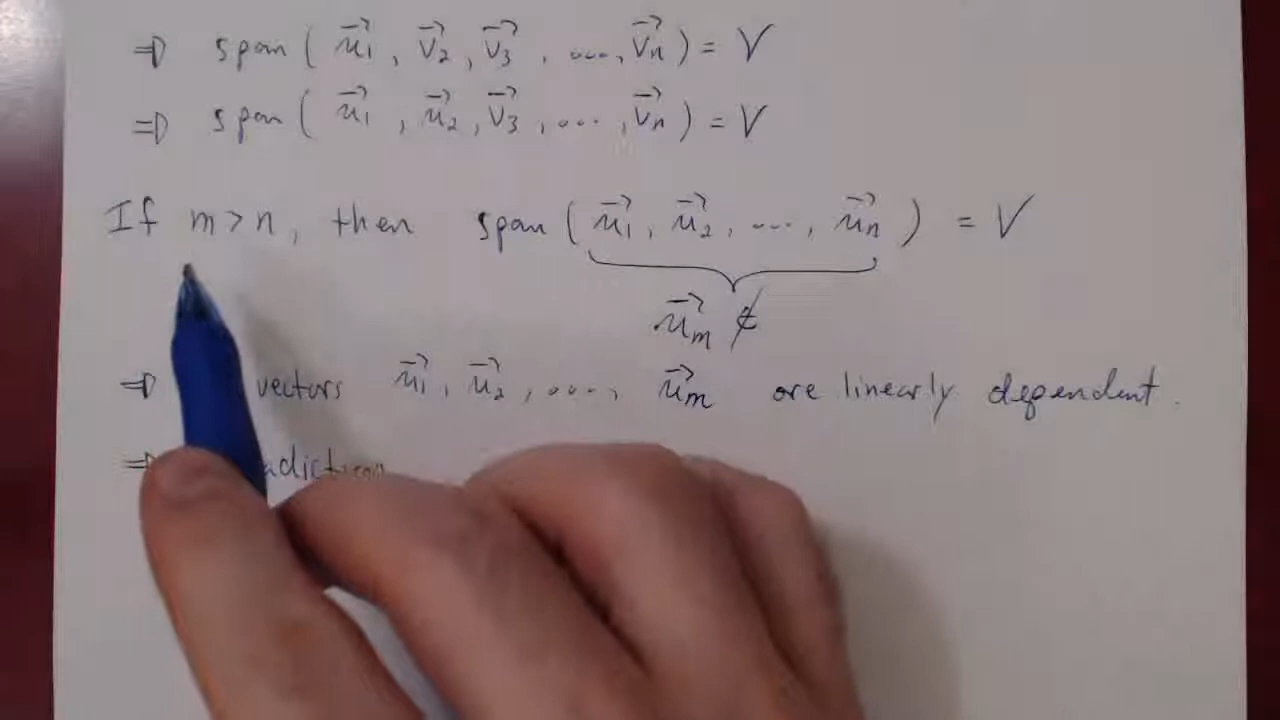 ⇒ span( u⃗1 , v⃗2 , v⃗3 , ...., v⃗n ) = V
⇒ span( u⃗1 , u⃗2 , v⃗3 , .... , v⃗n ) = V
If m > n, then span( u⃗1 , u⃗2 , ...., u⃗n ) = V
u⃗m ∉
⇒ vectors u⃗1 , u⃗2 , ...., u⃗m are linearly dependent.
⇒